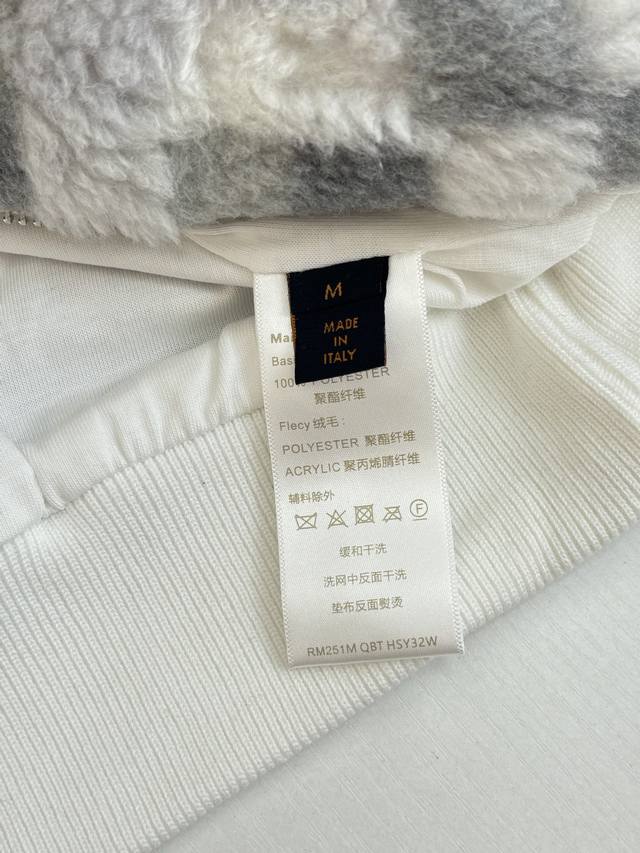 M
MADE
IN
ITALY
100% POLYESTER
聚酯纤维
Flecy 绒毛：
POLYESTER 聚酯纤维
ACRYLIC 聚丙烯腈纤维
辅料除外
F
缓和干洗
洗网中反面干洗
垫布反面熨烫
RM251M QBT HSY32W